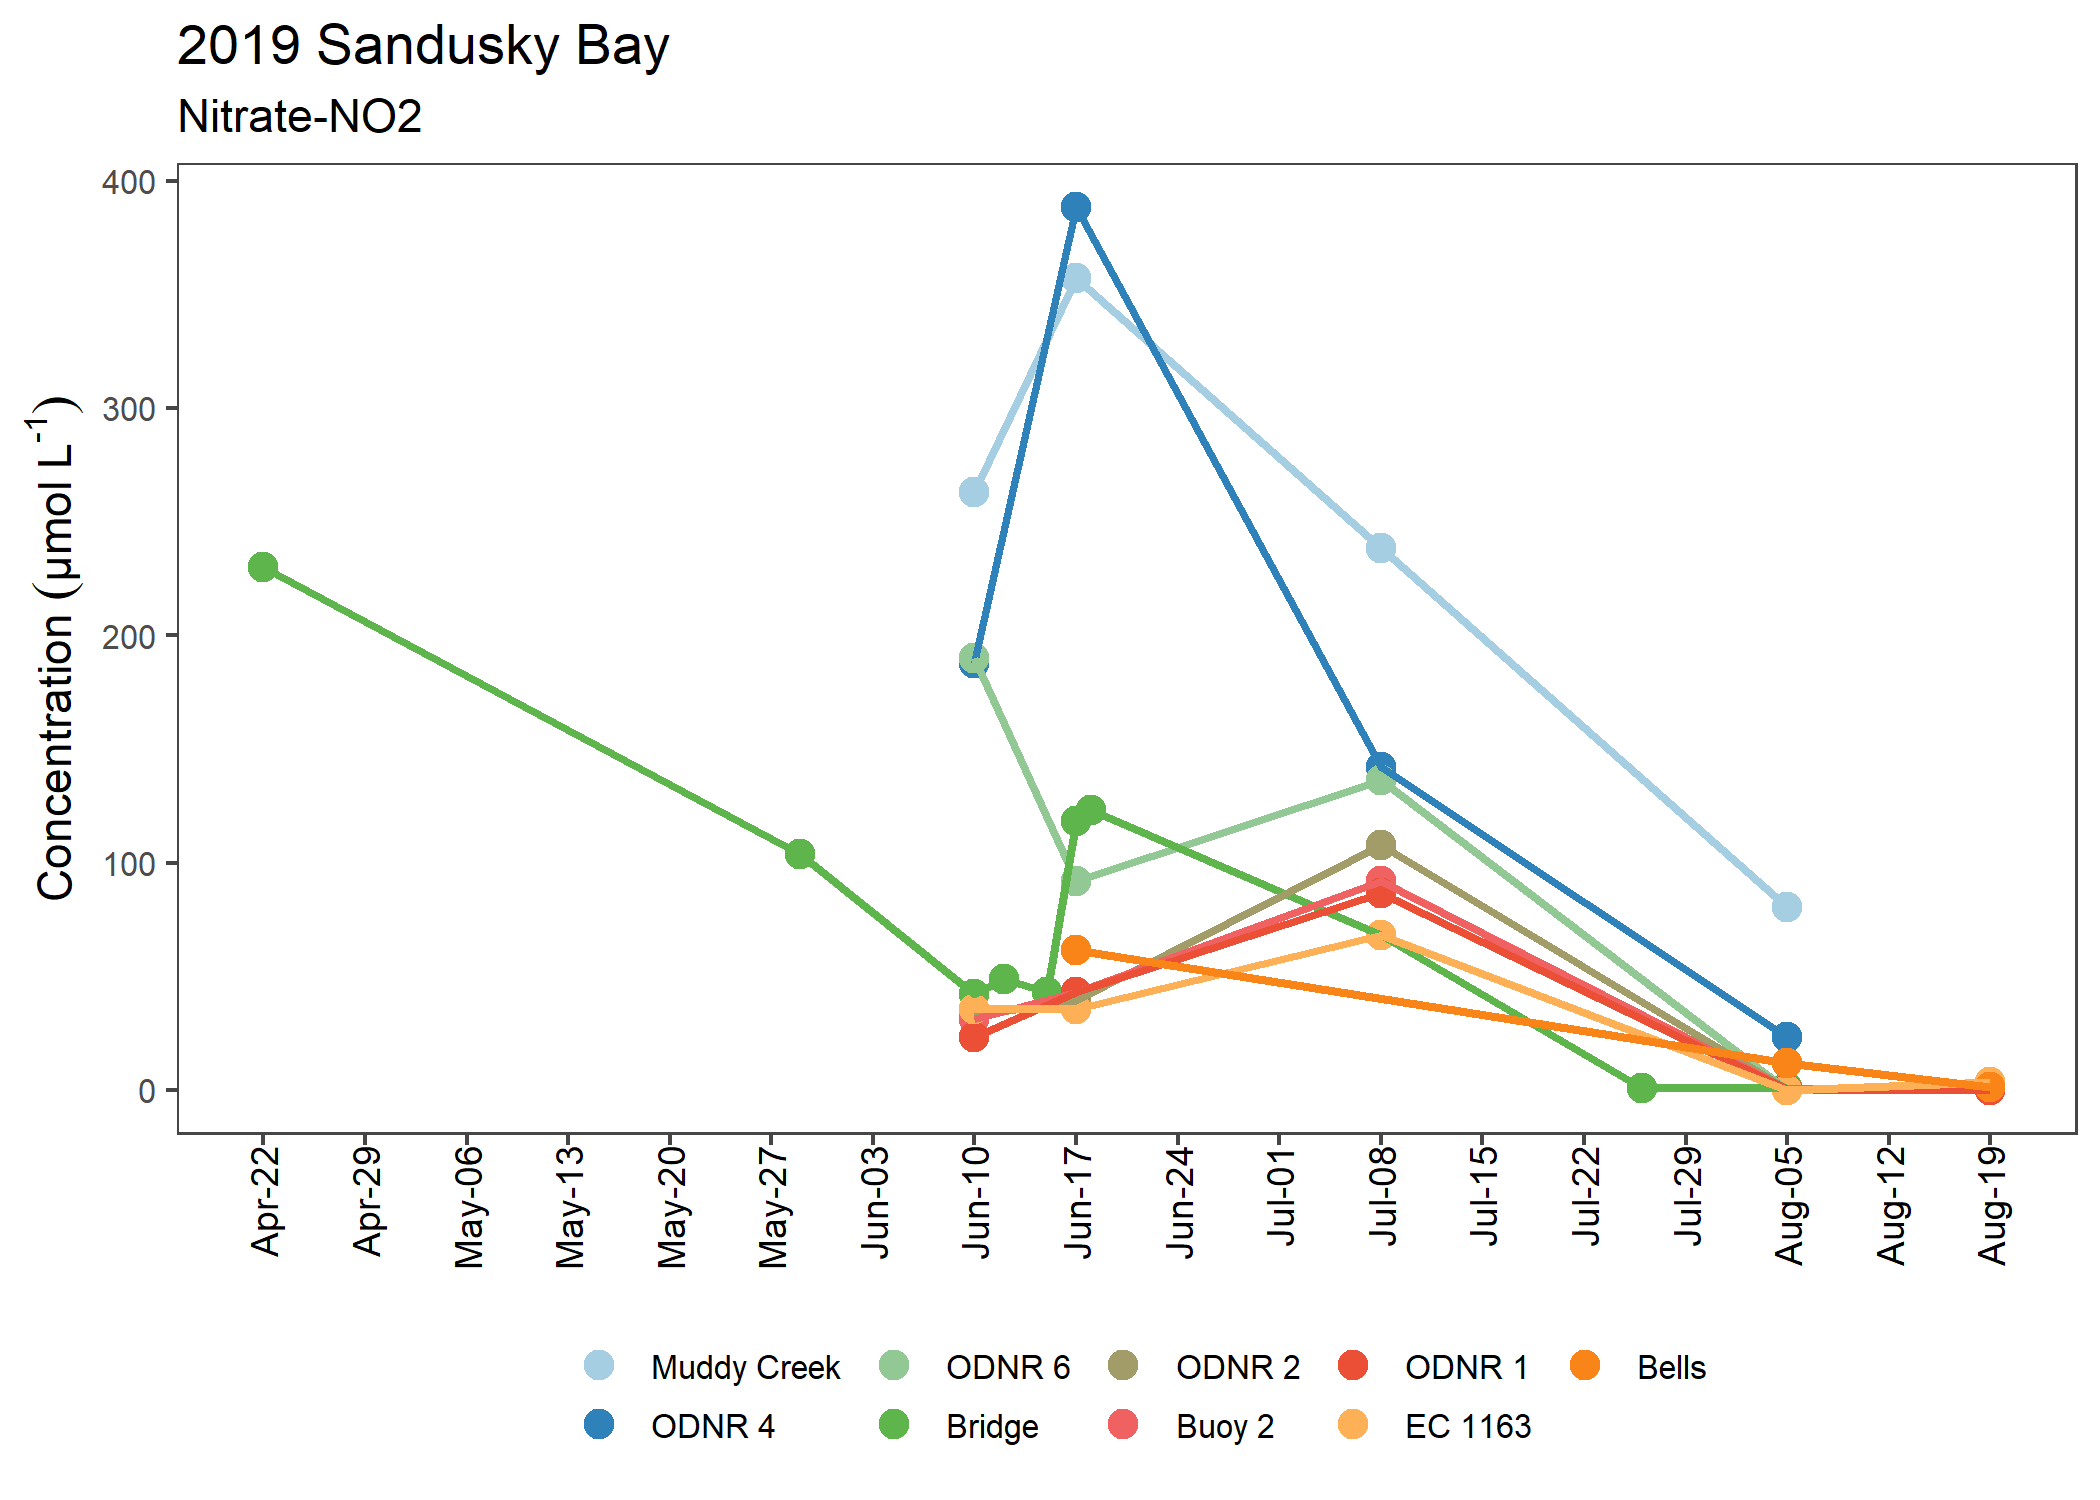 2019 Sandusky Bay
Nitrate-NO2
Concentration (µmol L⁻¹)
400
300
200
100
0
Apr-22
Apr-29
May-06
May-13
May-20
May-27
Jun-03
Jun-10
Jun-17
Jun-24
Jul-01
Jul-08
Jul-15
Jul-22
Jul-29
Aug-05
Aug-12
Aug-19
Muddy Creek
ODNR 6
ODNR 2
ODNR 1
Bells
ODNR 4
Bridge
Buoy 2
EC 1163